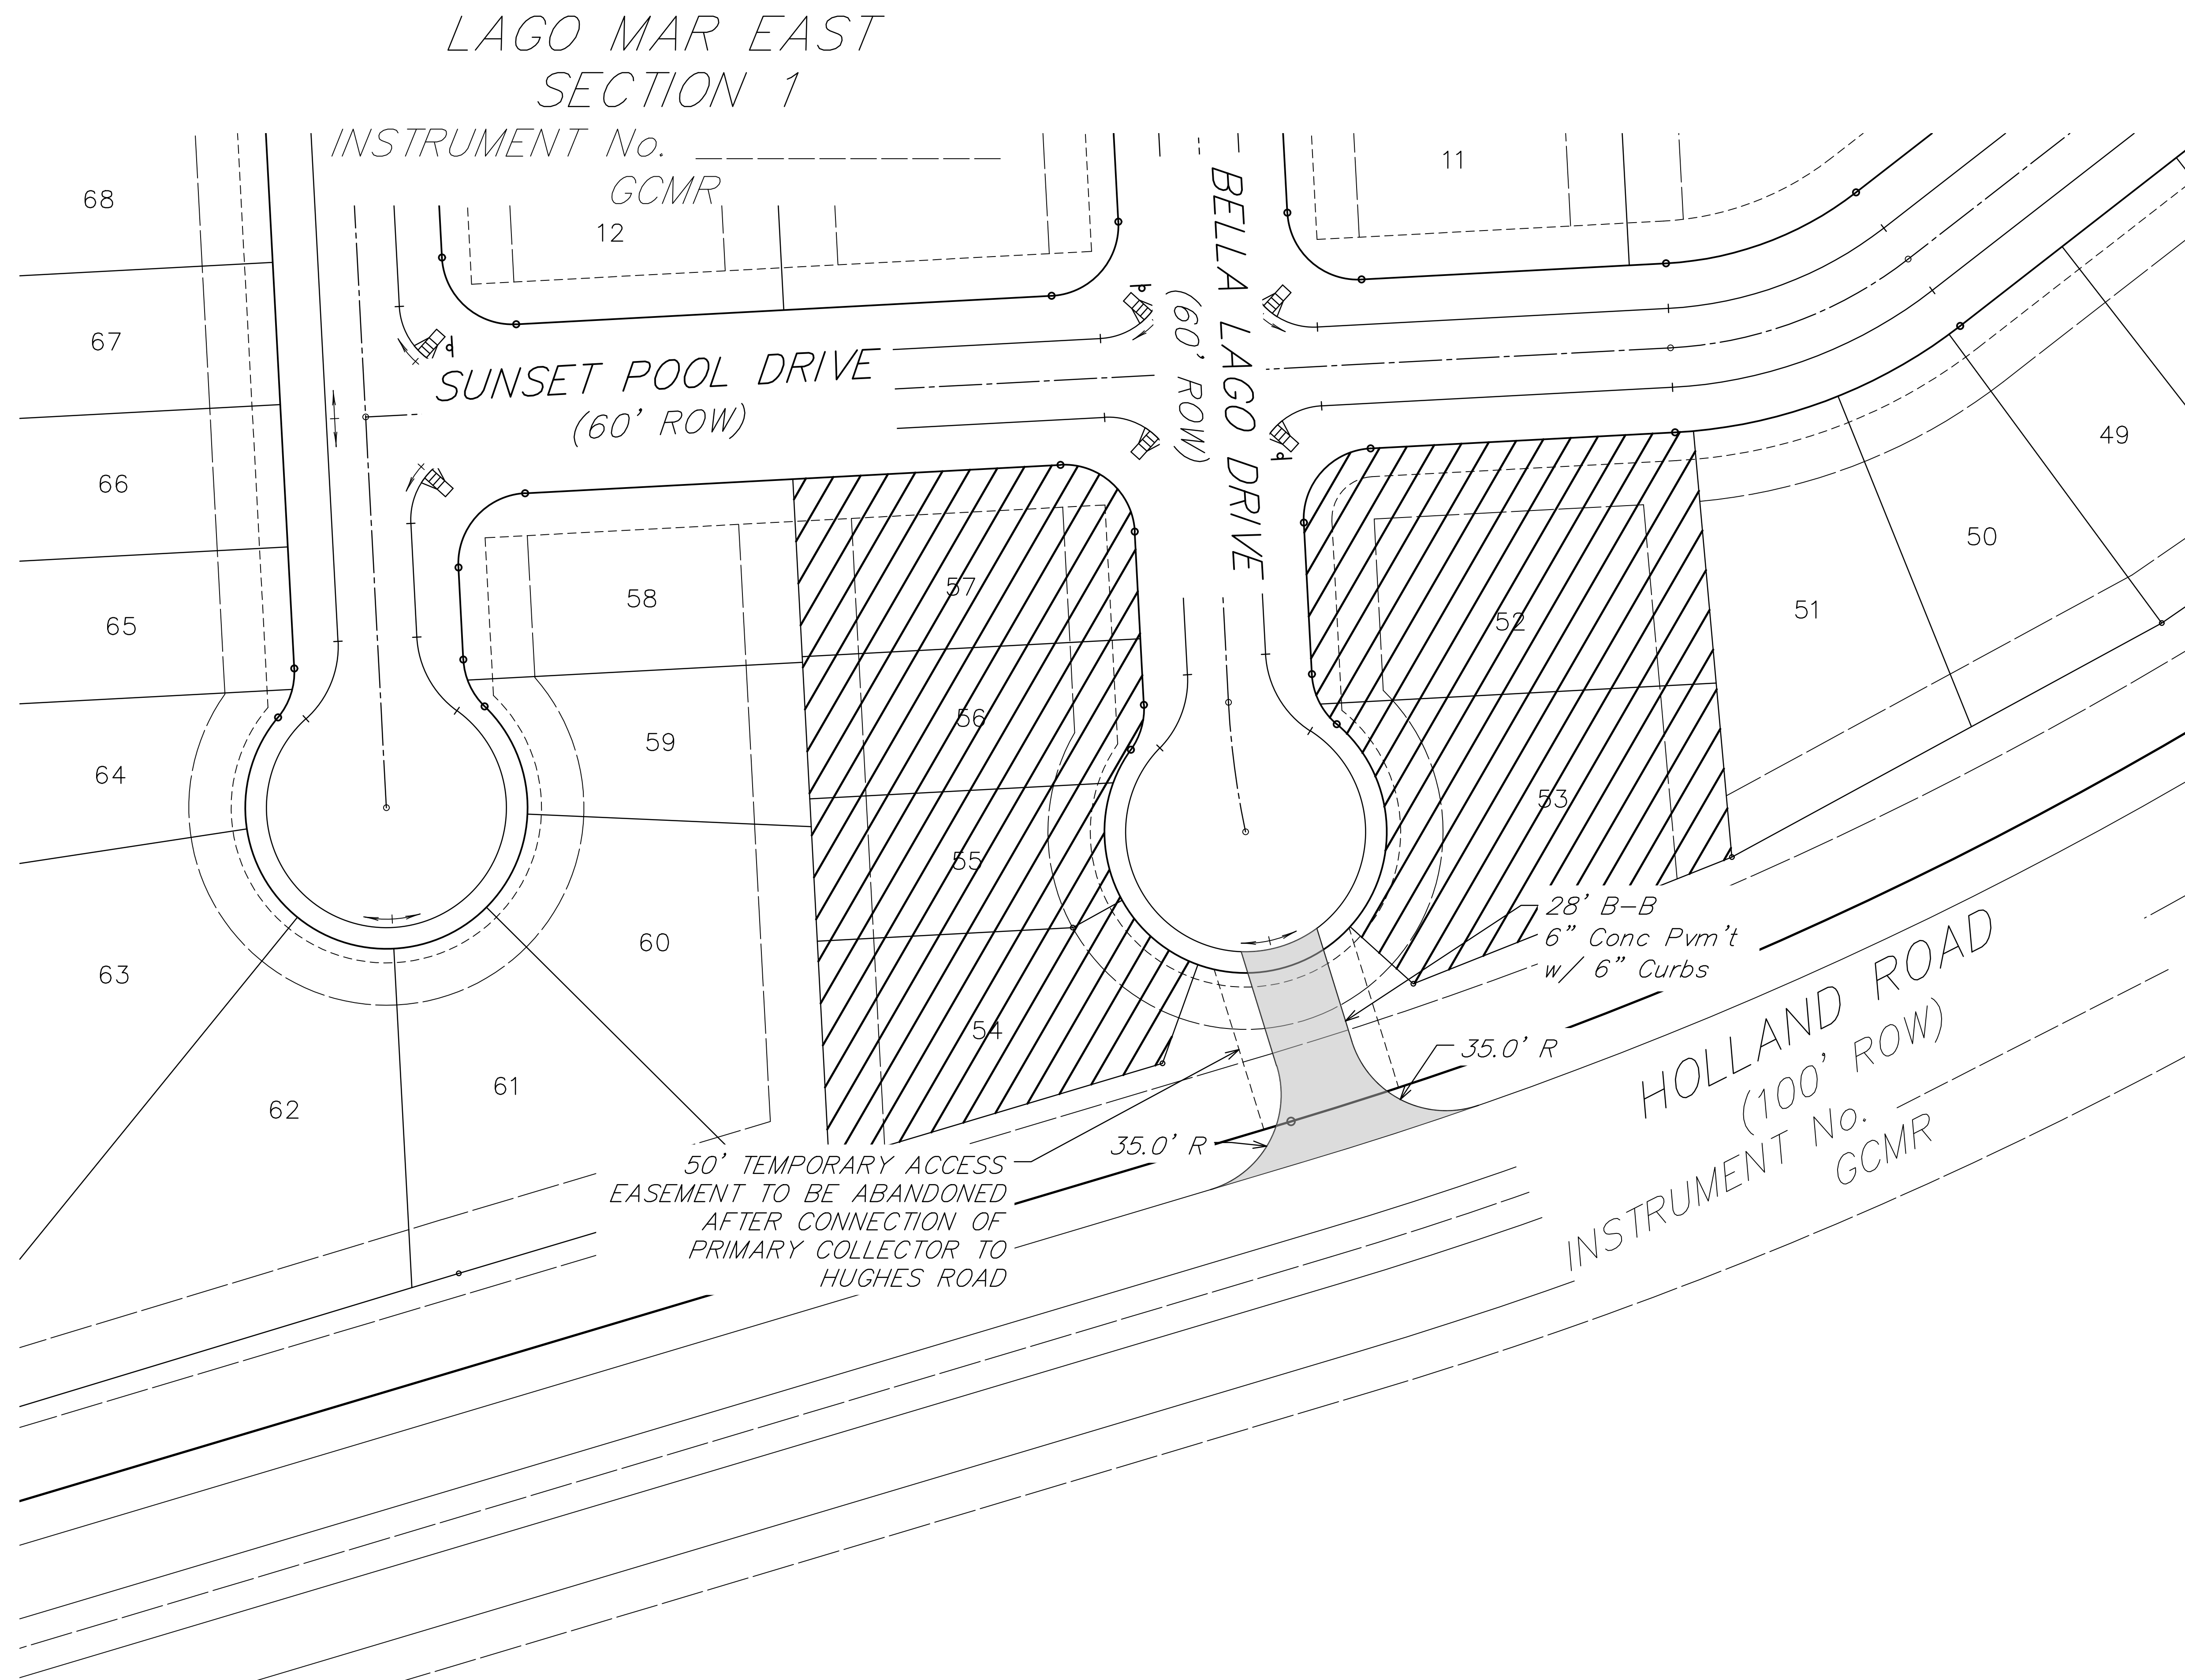 LAGO MAR EAST
SECTION 1
INSTRUMENT No. __________
GCMR
68
67
66
65
64
63
62
61
60
59
58
12
11
SUNSET POOL DRIVE
(60' ROW)
BELLA LAGO DRIVE
(60' ROW)
57
56
55
54
52
53
51
50
49
28' B-B
6" Conc Pvm't
w/ 6" Curbs
35.0' R
35.0' R
50' TEMPORARY ACCESS
EASEMENT TO BE ABANDONED
AFTER CONNECTION OF
PRIMARY COLLECTOR TO
HUGHES ROAD
HOLLAND ROAD
(100' ROW)
INSTRUMENT No.
GCMR